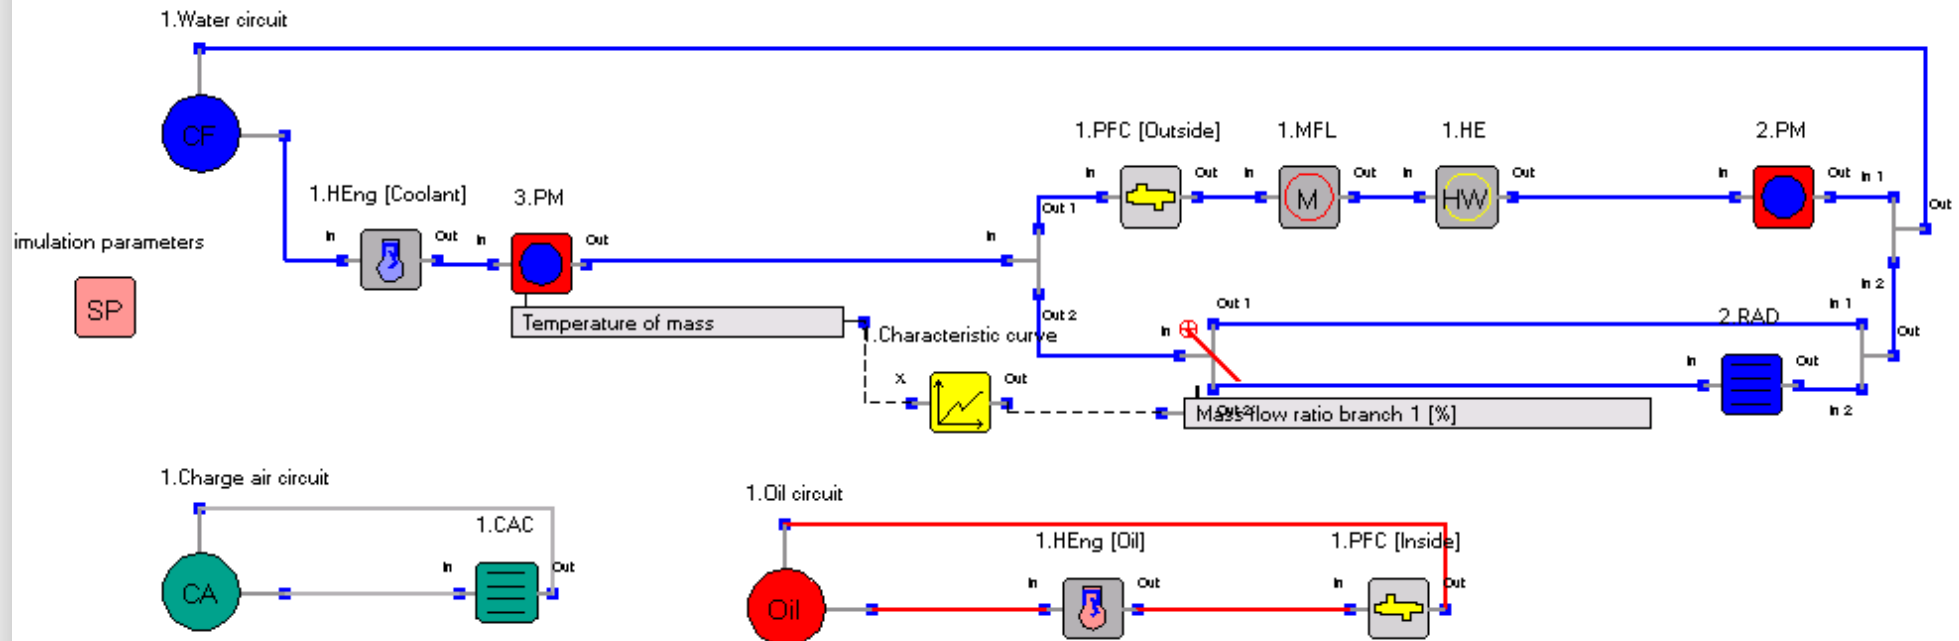 1.Water circuit
CF
1.PFC [Outside]
1.MFL
1.HE
2.PM
In
Out
In
Out
In
Out
In
Out
In 1
M
HW
Out 1
Out
1.HEng [Coolant]
3.PM
In
Out
In
Out
In
imulation parameters
SP
In 2
Out 2
Out 1
In 1
Temperature of mass
In
2.RAD
Out
1.Characteristic curve
In
Out
X
Out
Mass flow ratio branch 1 [%]
Out 2
In 2
1.Charge air circuit
1.Oil circuit
1.CAC
1.HEng [Oil]
1.PFC [Inside]
In
Out
In
Out
In
Out
CA
Oil